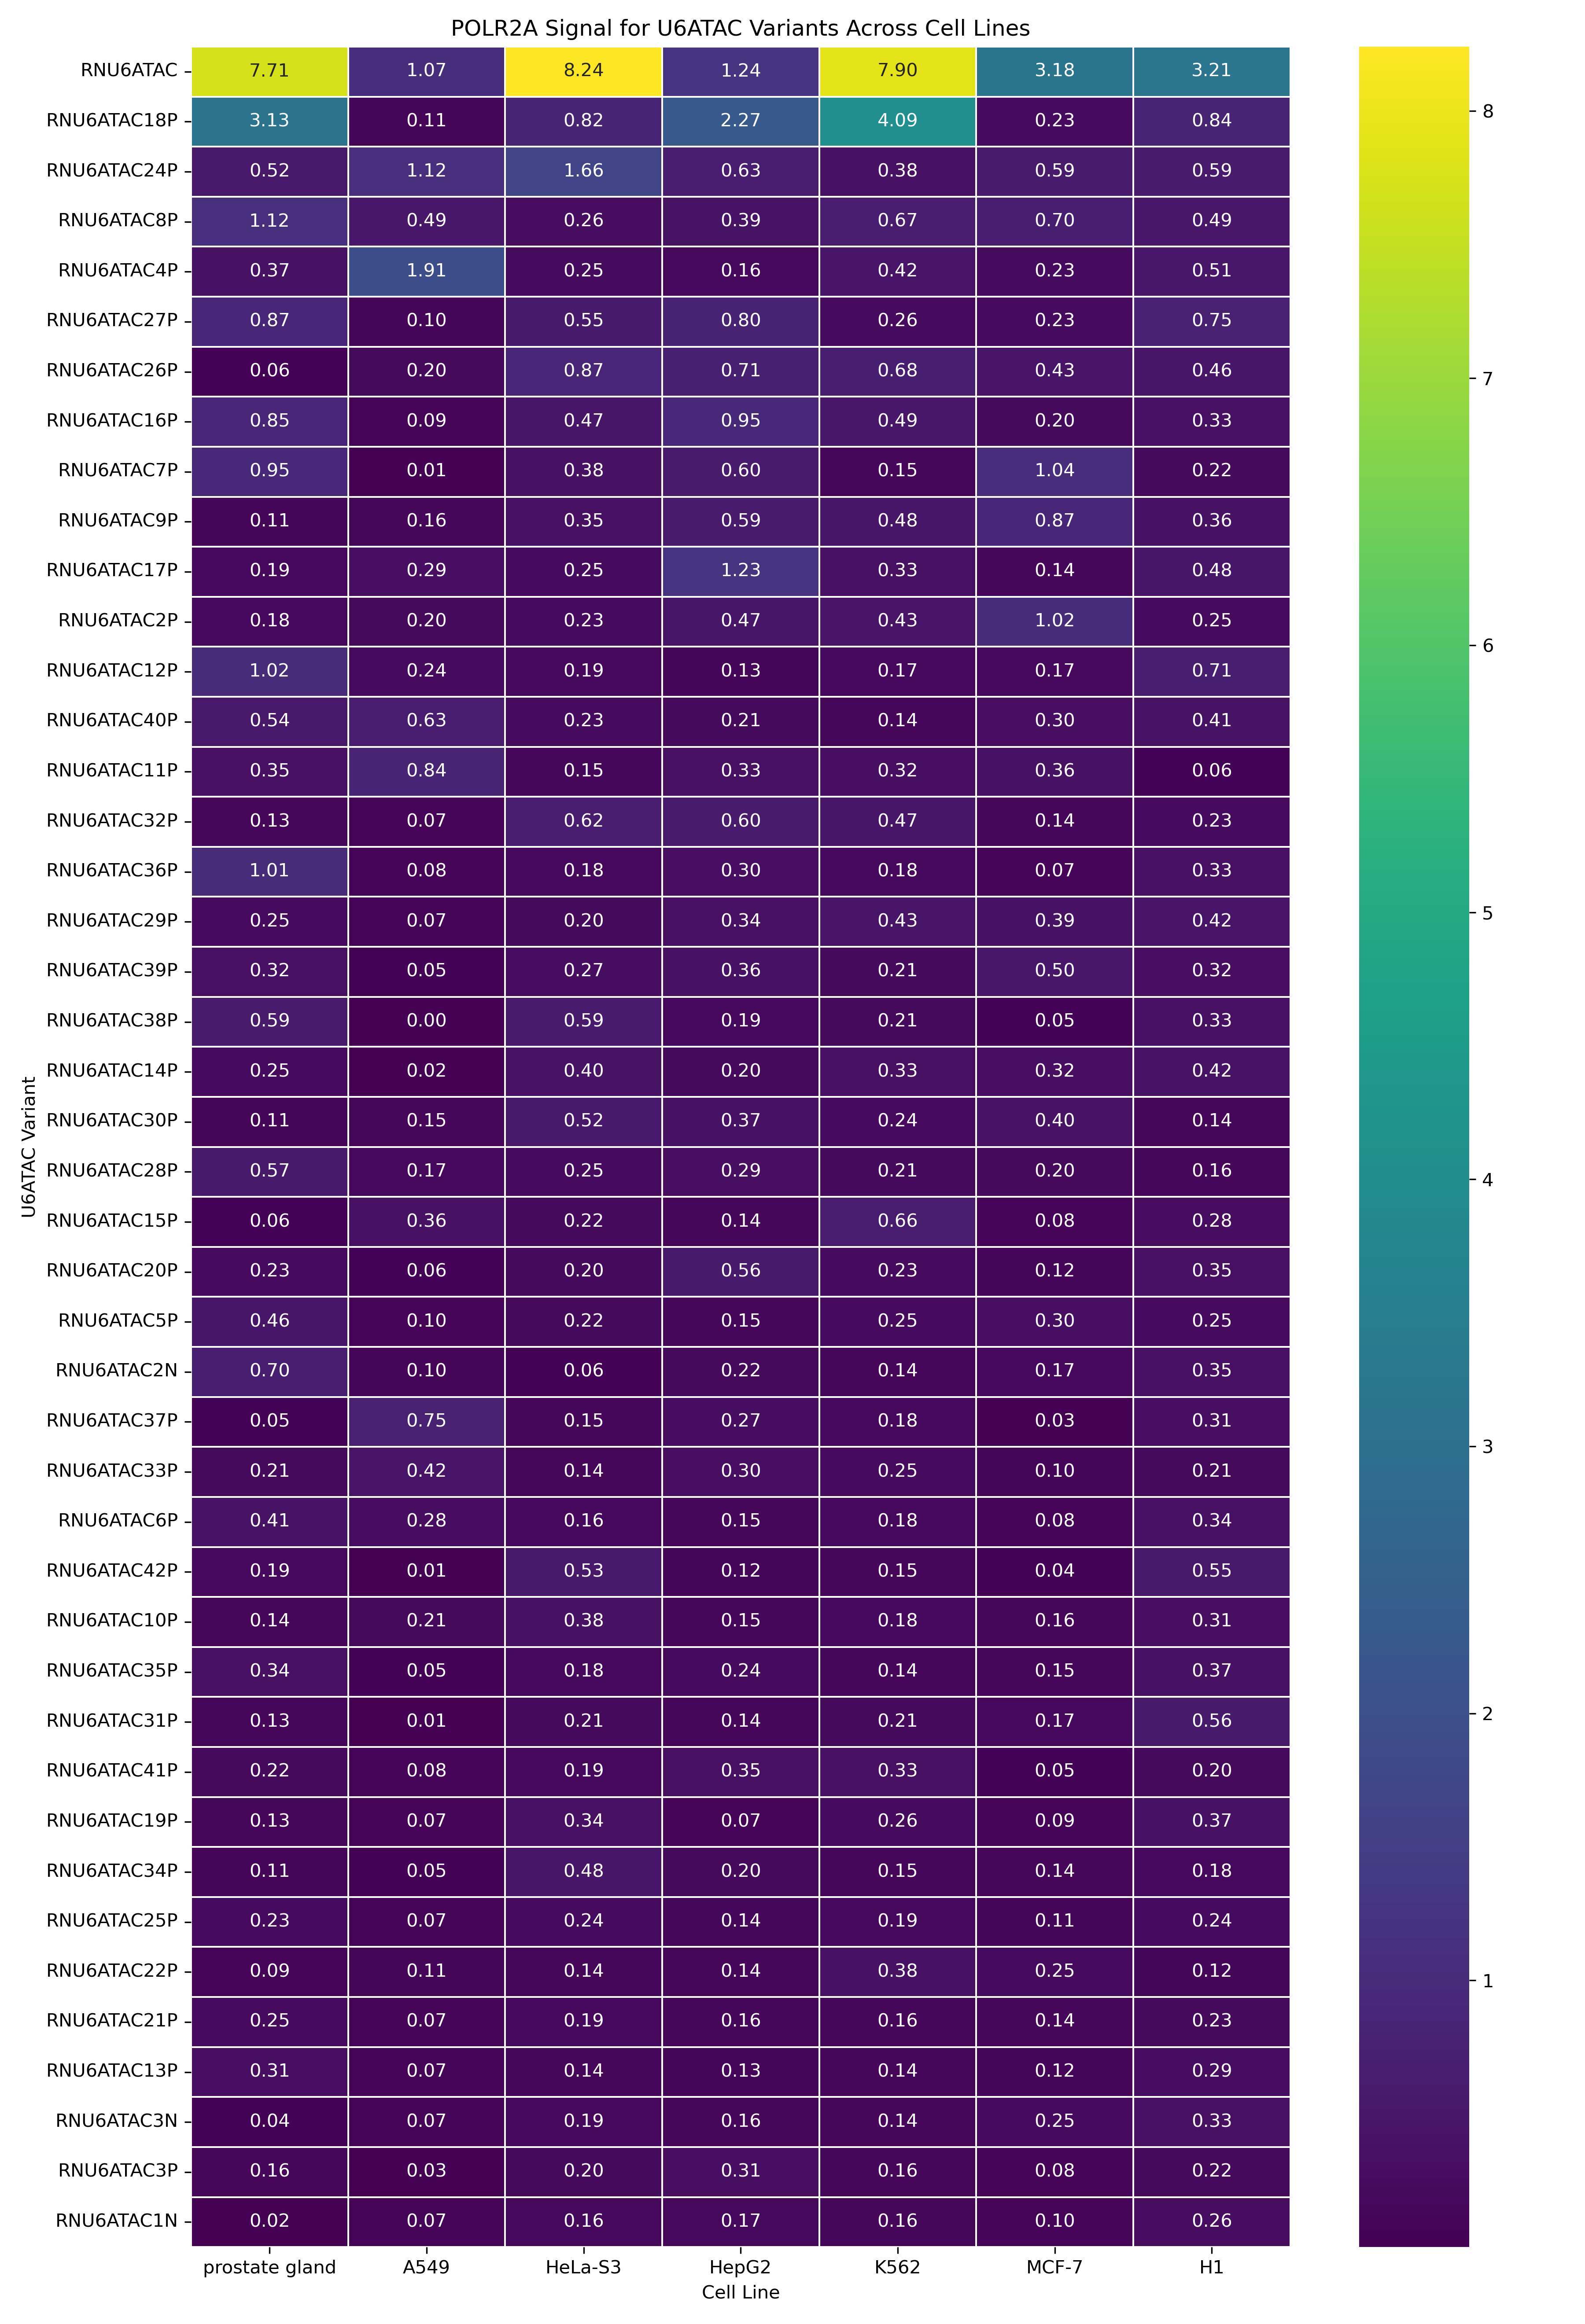 POLR2A Signal for U6ATAC Variants Across Cell Lines
RNU6ATAC 7.71 1.07 8.24 1.24 7.90 3.18 3.21
RNU6ATAC18P 3.13 0.11 0.82 2.27 4.09 0.23 0.84
RNU6ATAC24P 0.52 1.12 1.66 0.63 0.38 0.59 0.59
RNU6ATAC8P 1.12 0.49 0.26 0.39 0.67 0.70 0.49
RNU6ATAC4P 0.37 1.91 0.25 0.16 0.42 0.23 0.51
RNU6ATAC27P 0.87 0.10 0.55 0.80 0.26 0.23 0.75
RNU6ATAC26P 0.06 0.20 0.87 0.71 0.68 0.43 0.46
RNU6ATAC16P 0.85 0.09 0.47 0.95 0.49 0.20 0.33
RNU6ATAC7P 0.95 0.01 0.38 0.60 0.15 1.04 0.22
RNU6ATAC9P 0.11 0.16 0.35 0.59 0.48 0.87 0.36
RNU6ATAC17P 0.19 0.29 0.25 1.23 0.33 0.14 0.48
RNU6ATAC2P 0.18 0.20 0.23 0.47 0.43 1.02 0.25
RNU6ATAC12P 1.02 0.24 0.19 0.13 0.17 0.17 0.71
RNU6ATAC40P 0.54 0.63 0.23 0.21 0.14 0.30 0.41
RNU6ATAC11P 0.35 0.84 0.15 0.33 0.32 0.36 0.06
RNU6ATAC32P 0.13 0.07 0.62 0.60 0.47 0.14 0.23
RNU6ATAC36P 1.01 0.08 0.18 0.30 0.18 0.07 0.33
RNU6ATAC29P 0.25 0.07 0.20 0.34 0.43 0.39 0.42
RNU6ATAC39P 0.32 0.05 0.27 0.36 0.21 0.50 0.32
RNU6ATAC38P 0.59 0.00 0.59 0.19 0.21 0.05 0.33
RNU6ATAC14P 0.25 0.02 0.40 0.20 0.33 0.32 0.42
RNU6ATAC30P 0.11 0.15 0.52 0.37 0.24 0.40 0.14
RNU6ATAC28P 0.57 0.17 0.25 0.29 0.21 0.20 0.16
RNU6ATAC15P 0.06 0.36 0.22 0.14 0.66 0.08 0.28
RNU6ATAC20P 0.23 0.06 0.20 0.56 0.23 0.12 0.35
RNU6ATAC5P 0.46 0.10 0.22 0.15 0.25 0.30 0.25
RNU6ATAC2N 0.70 0.10 0.06 0.22 0.14 0.17 0.35
RNU6ATAC37P 0.05 0.75 0.15 0.27 0.18 0.03 0.31
RNU6ATAC33P 0.21 0.42 0.14 0.30 0.25 0.10 0.21
RNU6ATAC6P 0.41 0.28 0.16 0.15 0.18 0.08 0.34
RNU6ATAC42P 0.19 0.01 0.53 0.12 0.15 0.04 0.55
RNU6ATAC10P 0.14 0.21 0.38 0.15 0.18 0.16 0.31
RNU6ATAC35P 0.34 0.05 0.18 0.24 0.14 0.15 0.37
RNU6ATAC31P 0.13 0.01 0.21 0.14 0.21 0.17 0.56
RNU6ATAC41P 0.22 0.08 0.19 0.35 0.33 0.05 0.20
RNU6ATAC19P 0.13 0.07 0.34 0.07 0.26 0.09 0.37
RNU6ATAC34P 0.11 0.05 0.48 0.20 0.15 0.14 0.18
RNU6ATAC25P 0.23 0.07 0.24 0.14 0.19 0.11 0.24
RNU6ATAC22P 0.09 0.11 0.14 0.14 0.38 0.25 0.12
RNU6ATAC21P 0.25 0.07 0.19 0.16 0.16 0.14 0.23
RNU6ATAC13P 0.31 0.07 0.14 0.13 0.14 0.12 0.29
RNU6ATAC3N 0.04 0.07 0.19 0.16 0.14 0.25 0.33
RNU6ATAC3P 0.16 0.03 0.20 0.31 0.16 0.08 0.22
RNU6ATAC1N 0.02 0.07 0.16 0.17 0.16 0.10 0.26
prostate gland A549 HeLa-S3 HepG2 K562 MCF-7 H1
Cell Line
U6ATAC Variant
8
7
6
5
4
3
2
1